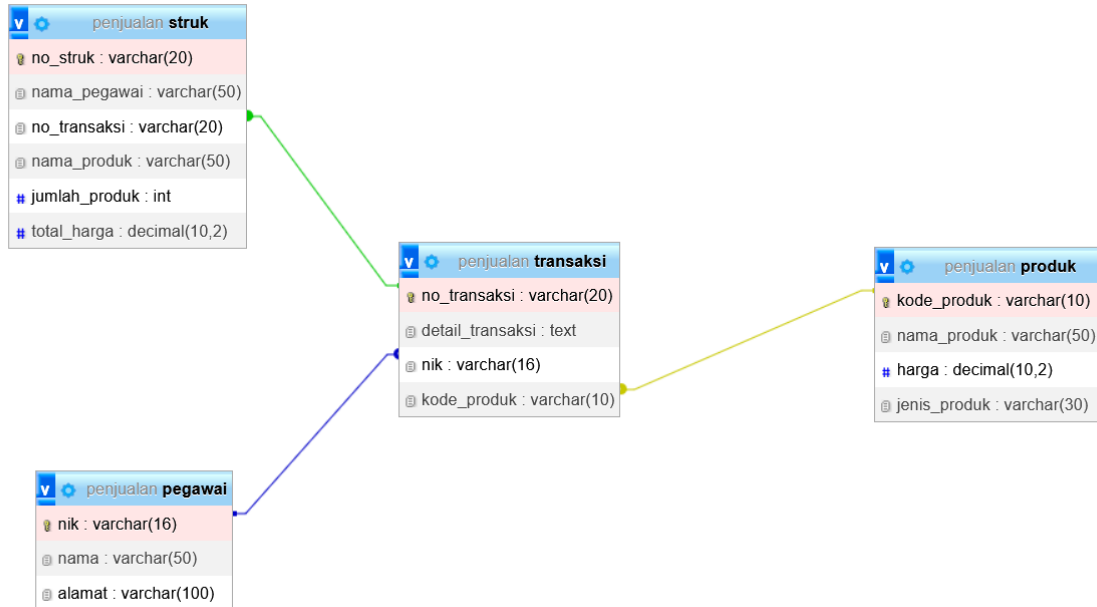 penjualan struk
no_struk : varchar(20)
nama_pegawai : varchar(50)
no_transaksi : varchar(20)
nama_produk : varchar(50)
# jumlah_produk : int
# total_harga : decimal(10,2)
penjualan transaksi
no_transaksi : varchar(20)
detail_transaksi : text
nik : varchar(16)
kode_produk : varchar(10)
penjualan produk
kode_produk : varchar(10)
nama_produk : varchar(50)
# harga : decimal(10,2)
jenis_produk : varchar(30)
penjualan pegawai
nik : varchar(16)
nama : varchar(50)
alamat : varchar(100)